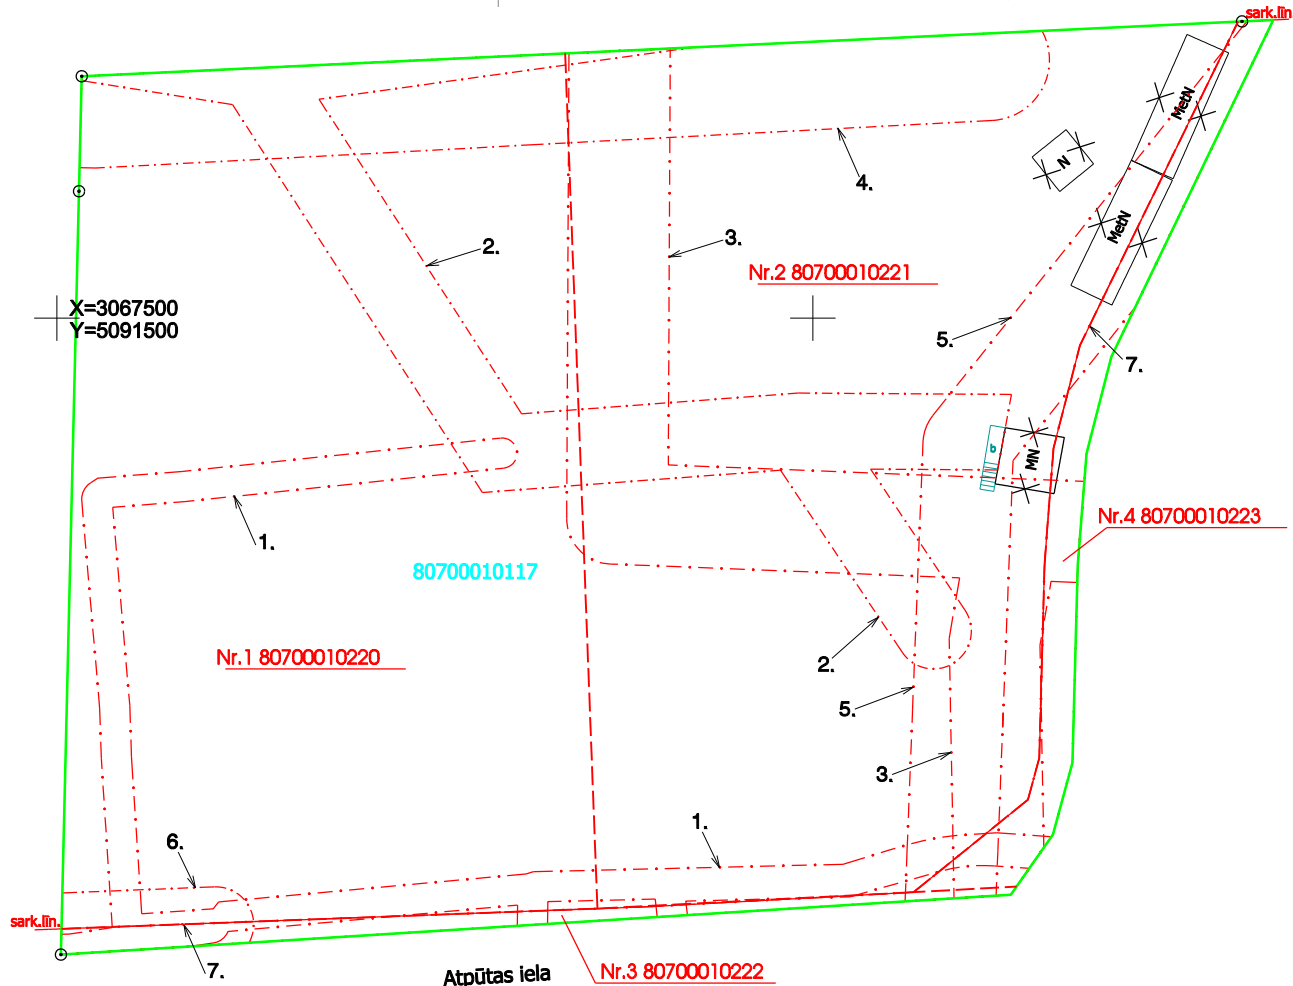 sark.līn
MetN
N
4.
2.
3.
MetN
Nr.2 80700010221
X=3067500
Y=5091500
5.
7.
σ
MN
Nr.4 80700010223
1.
80700010117
Nr.1 80700010220
2.
5.
3.
1.
6.
sark.līn.
7.
Atpūtas iela
Nr.3 80700010222